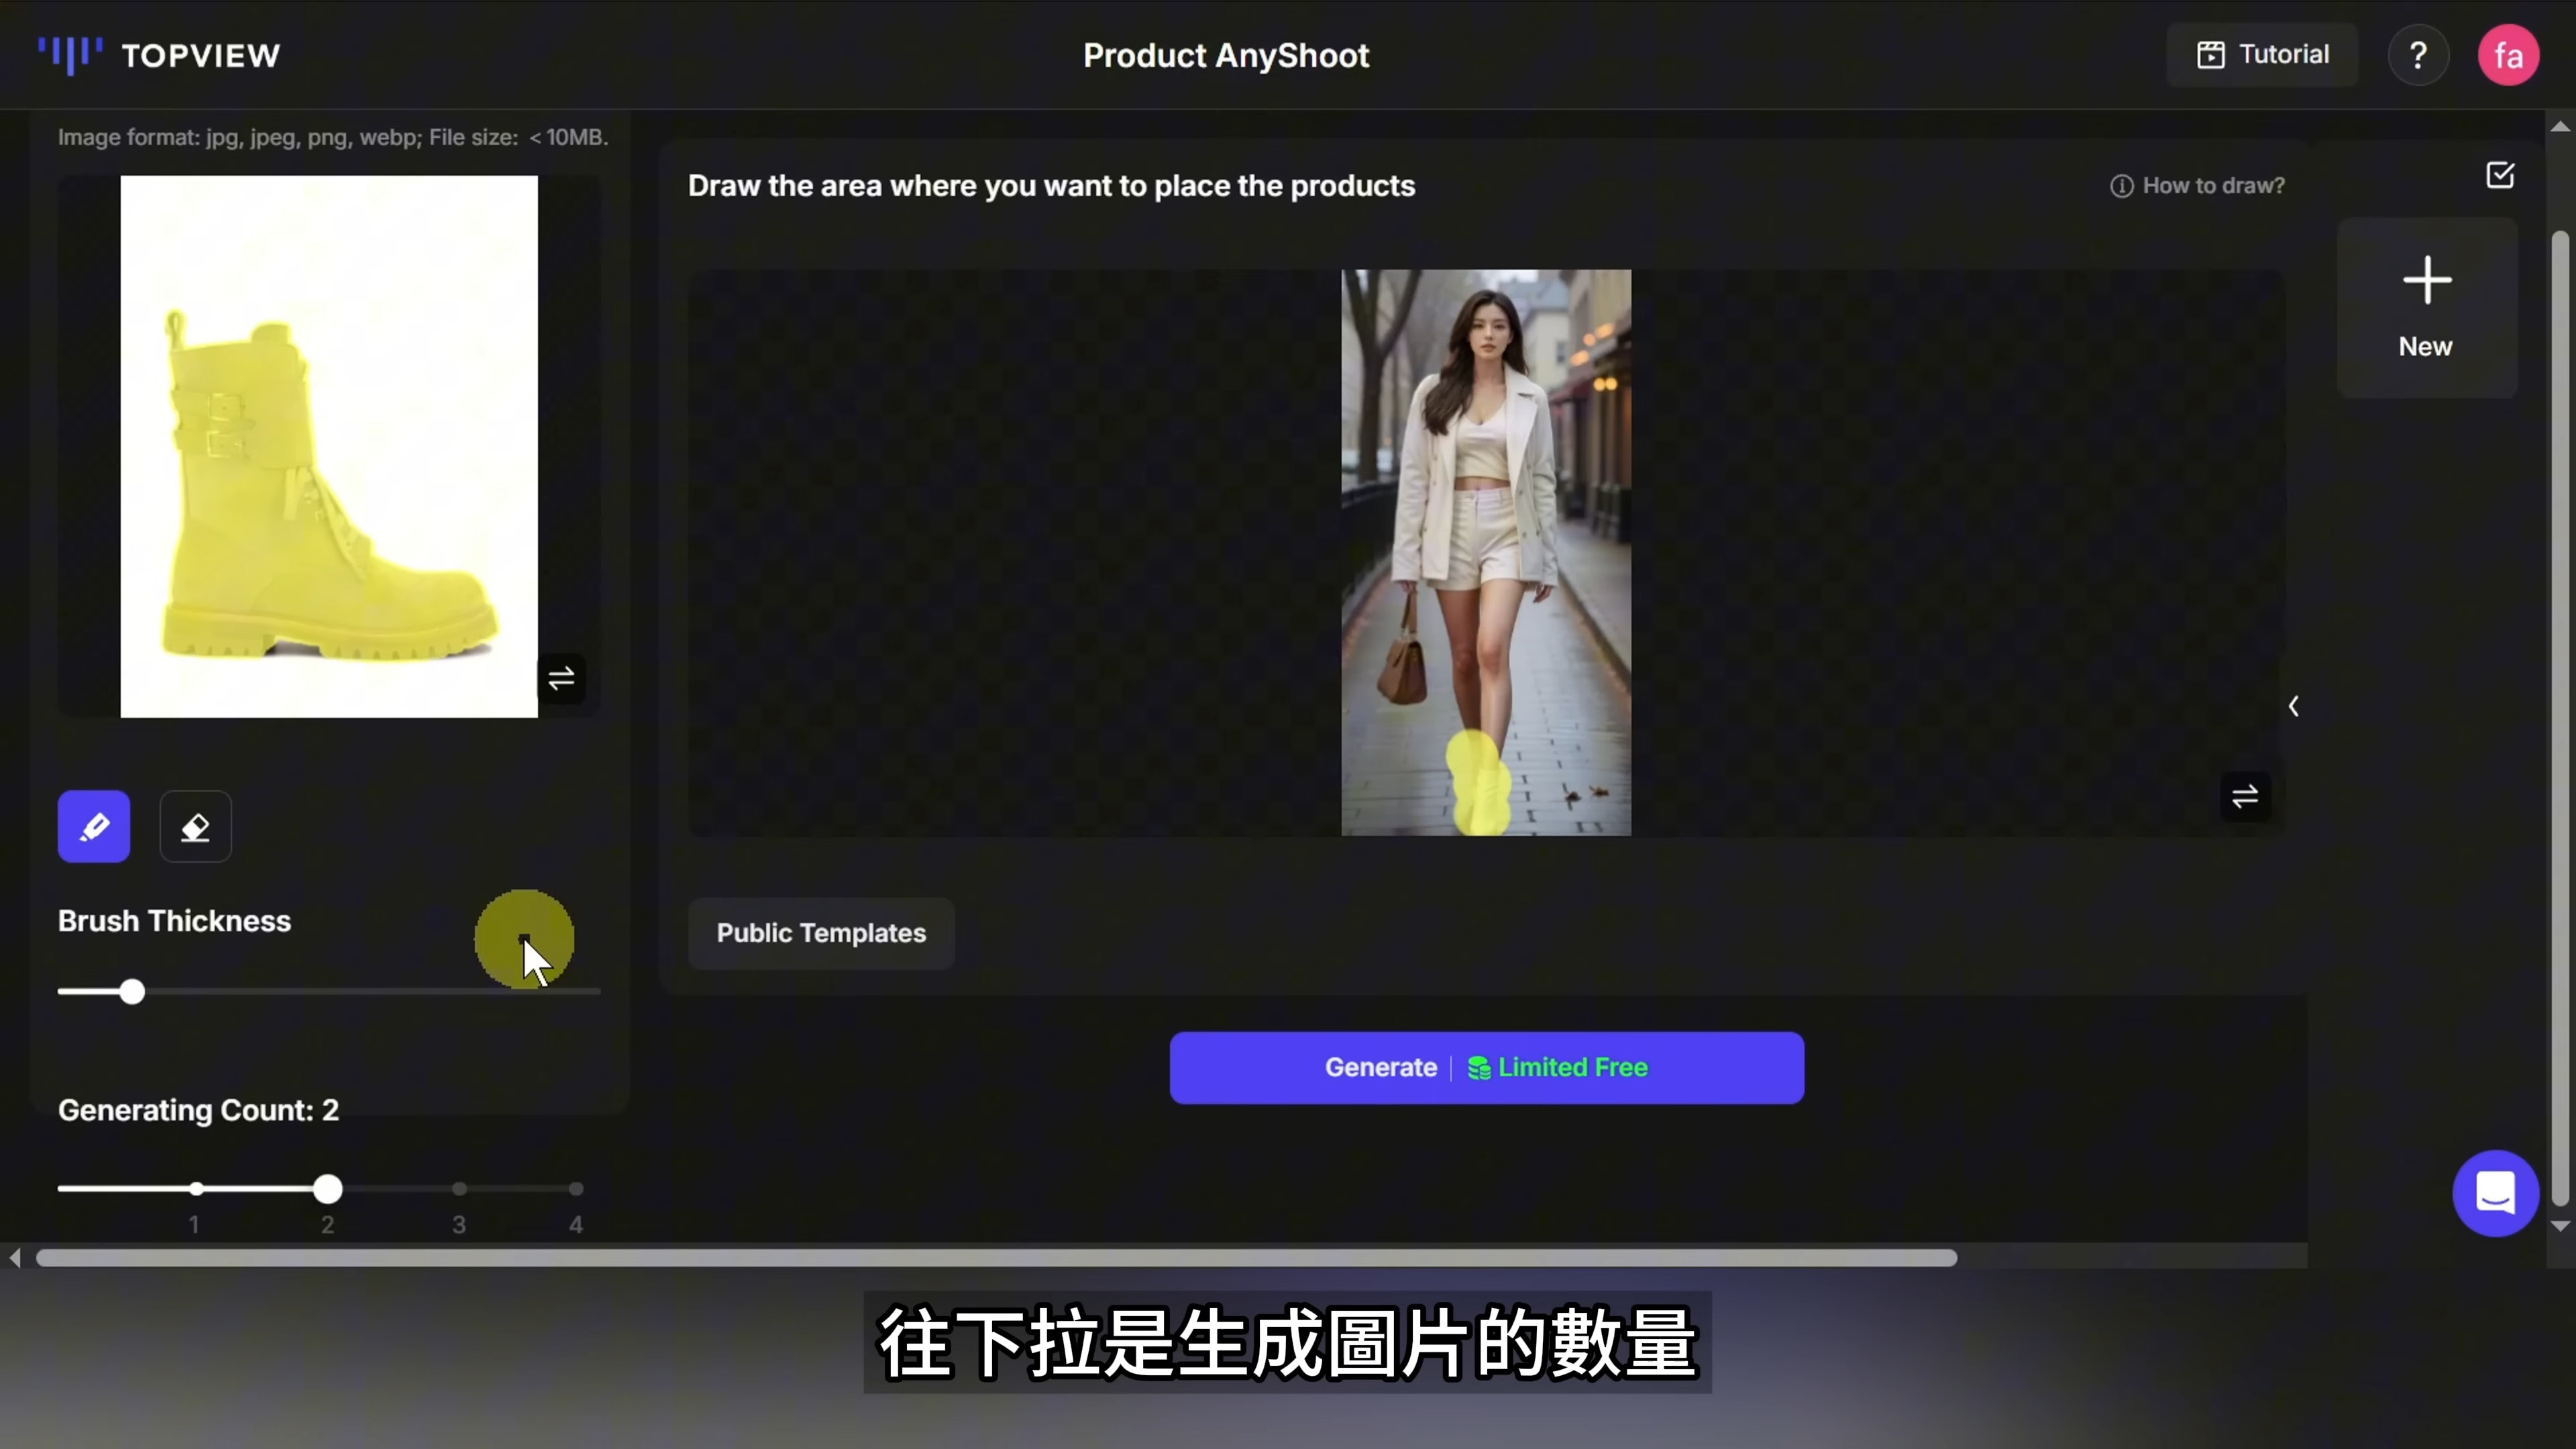 TOPVIEW
Product AnyShoot
Tutorial
?
fa
Image format: jpg, jpeg, png, webp; File size: < 10MB.
Draw the area where you want to place the products
How to draw?
New
Brush Thickness
Public Templates
Generate | Limited Free
Generating Count: 2
1 2 3 4
往下拉是生成圖片的數量